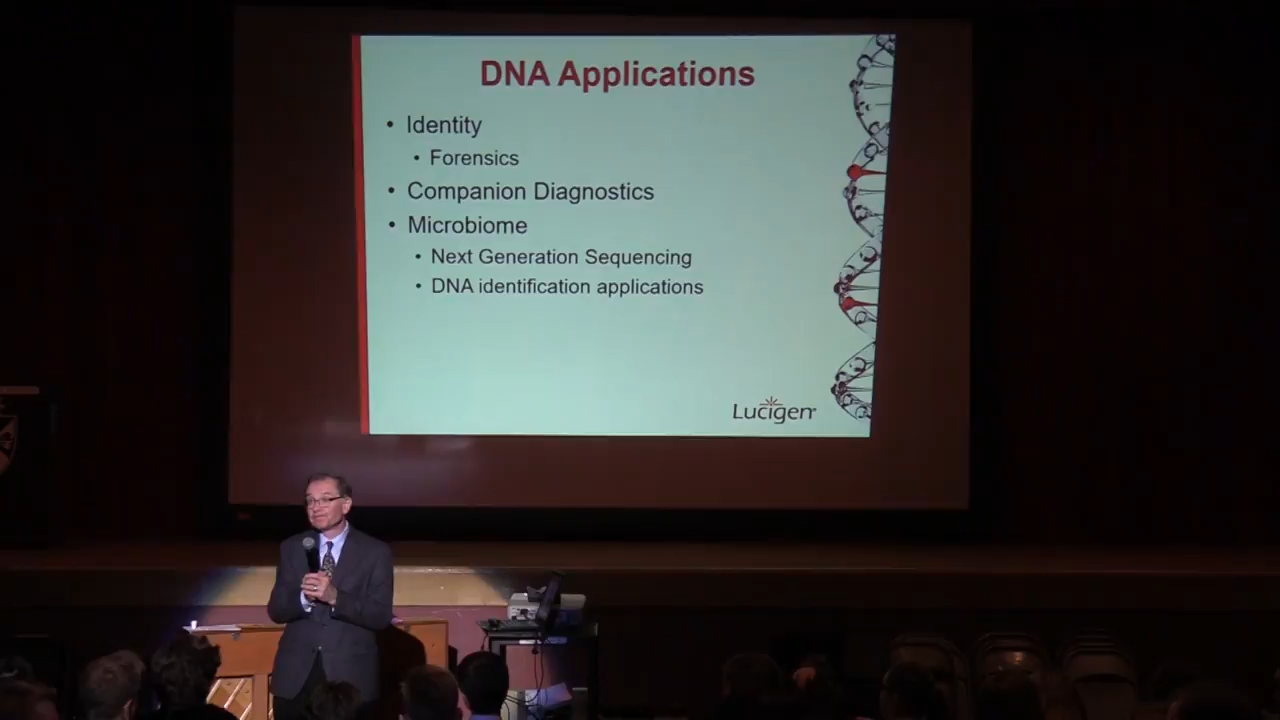 DNA Applications
• Identity
• Forensics
• Companion Diagnostics
• Microbiome
• Next Generation Sequencing
• DNA identification applications
Lucigen